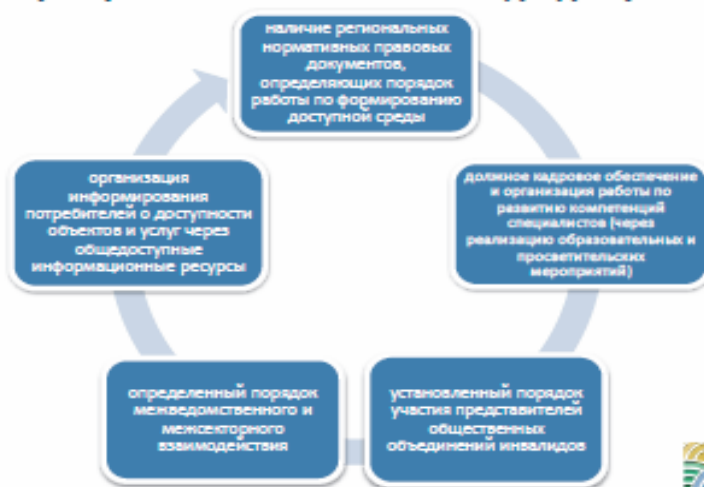 наличие региональных
нормативных правовых
документов,
определяющих порядок
работы по формированию
доступной среды
должное кадровое обеспечение
и организация работы по
развитию компетенций
специалистов (через
реализацию образовательных и
просветительских
мероприятий)
установленный порядок
участия представителей
общественных
объединений инвалидов
определенный порядок
межведомственного и
межсекторного
взаимодействия
организация
информирования
потребителей о доступности
объектов и услуг через
общедоступные
информационные ресурсы